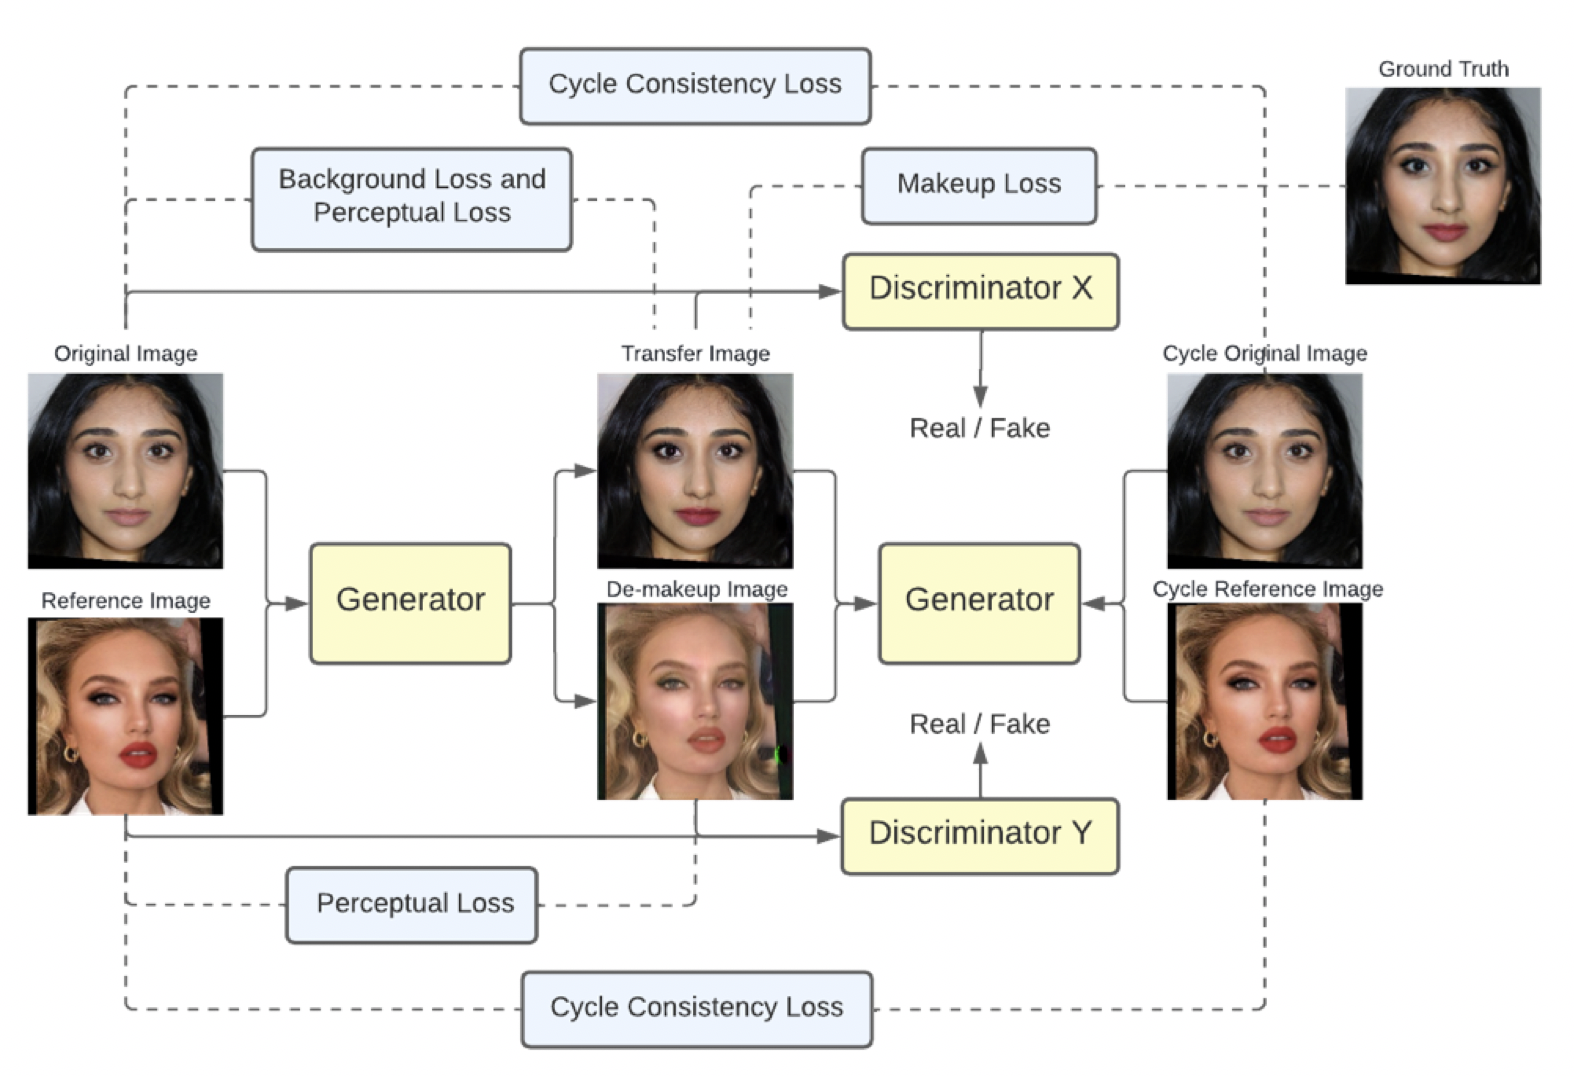 Cycle Consistency Loss
Ground Truth
Background Loss and
Perceptual Loss
Makeup Loss
Discriminator X
Original Image
Transfer Image
Cycle Original Image
Real / Fake
Generator
Generator
Reference Image
De-makeup Image
Cycle Reference Image
Real / Fake
Discriminator Y
Perceptual Loss
Cycle Consistency Loss